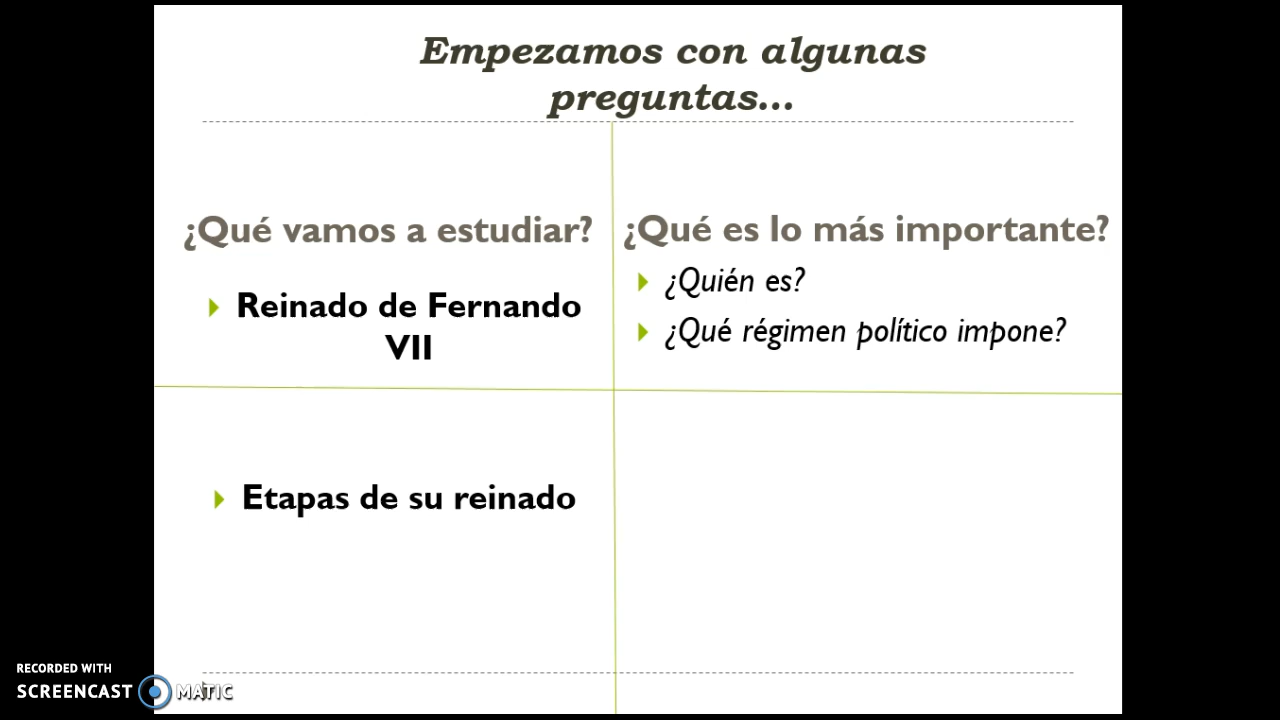 Empezamos con algunas
preguntas...
¿Qué vamos a estudiar?
Reinado de Fernando
VII
¿Qué es lo más importante?
¿Quién es?
¿Qué régimen político impone?
Etapas de su reinado
RECORDED WITH
SCREENCAST MATIC